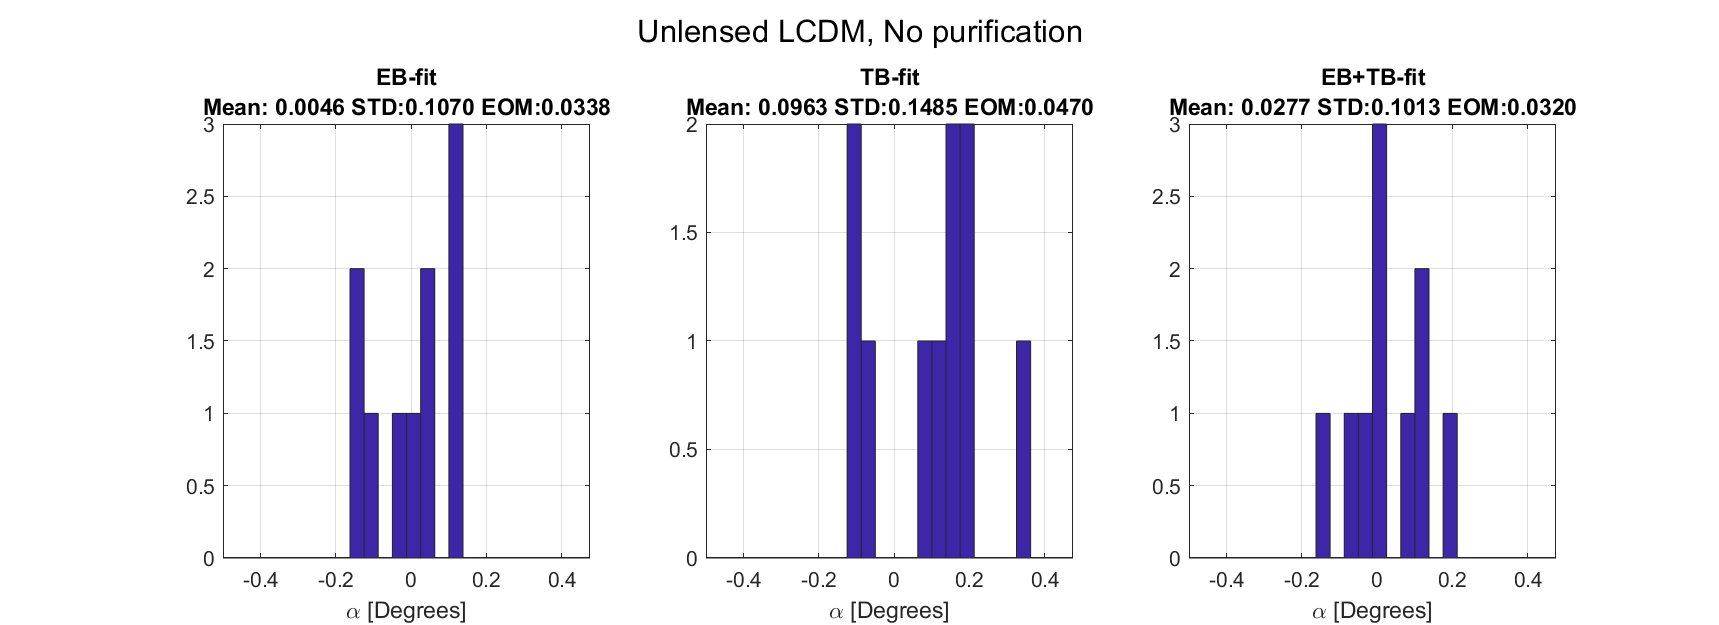 Unlensed LCDM, No purification
EB-fit
Mean: 0.0046 STD:0.1070 EOM:0.0338
3
2.5
2
1.5
1
0.5
0
-0.4 -0.2 0 0.2 0.4
α [Degrees]
TB-fit
Mean: 0.0963 STD:0.1485 EOM:0.0470
2
1.5
1
0.5
0
-0.4 -0.2 0 0.2 0.4
α [Degrees]
EB+TB-fit
Mean: 0.0277 STD:0.1013 EOM:0.0320
3
2.5
2
1.5
1
0.5
0
-0.4 -0.2 0 0.2 0.4
α [Degrees]